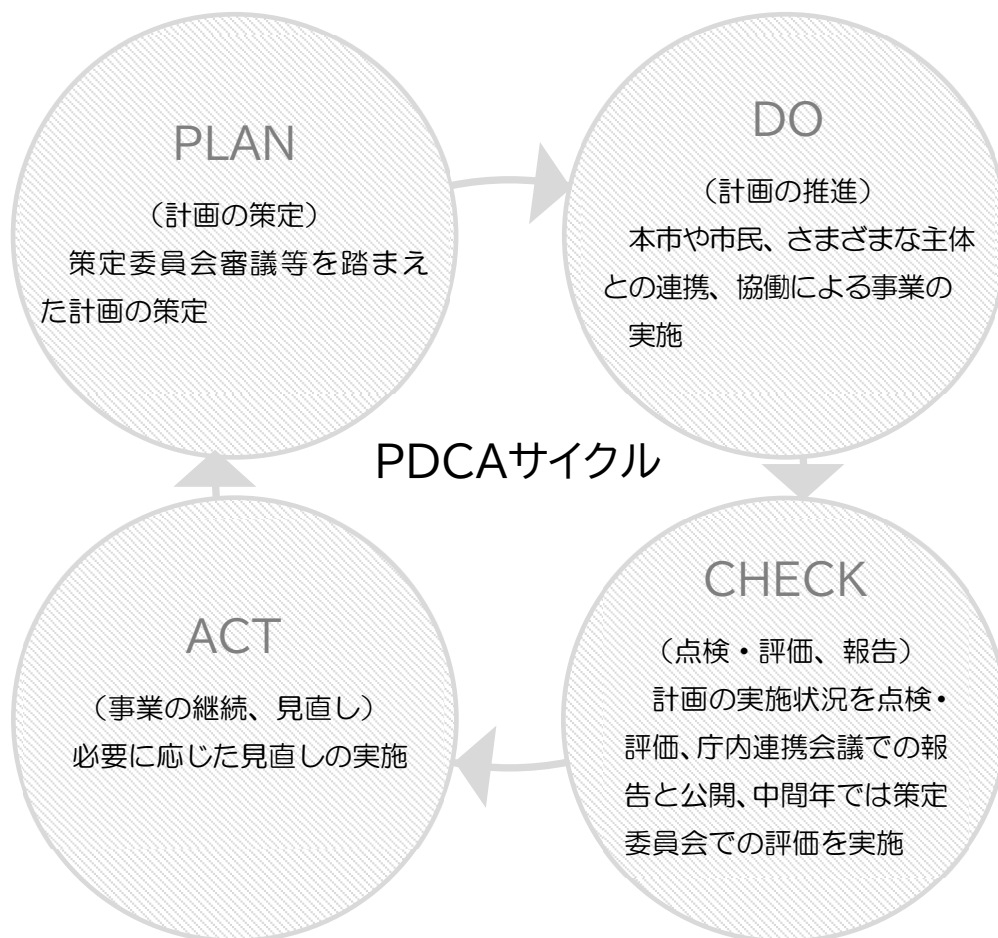 PLAN
（計画の策定）
策定委員会審議等を踏まえ
た計画の策定
DO
（計画の推進）
本市や市民、さまざまな主体
との連携、協働による事業の
実施
PDCAサイクル
ACT
（事業の継続、見直し）
必要に応じた見直しの実施
CHECK
（点検・評価、報告）
計画の実施状況を点検・
評価、庁内連携会議での報
告と公開、中間年では策定
委員会での評価を実施